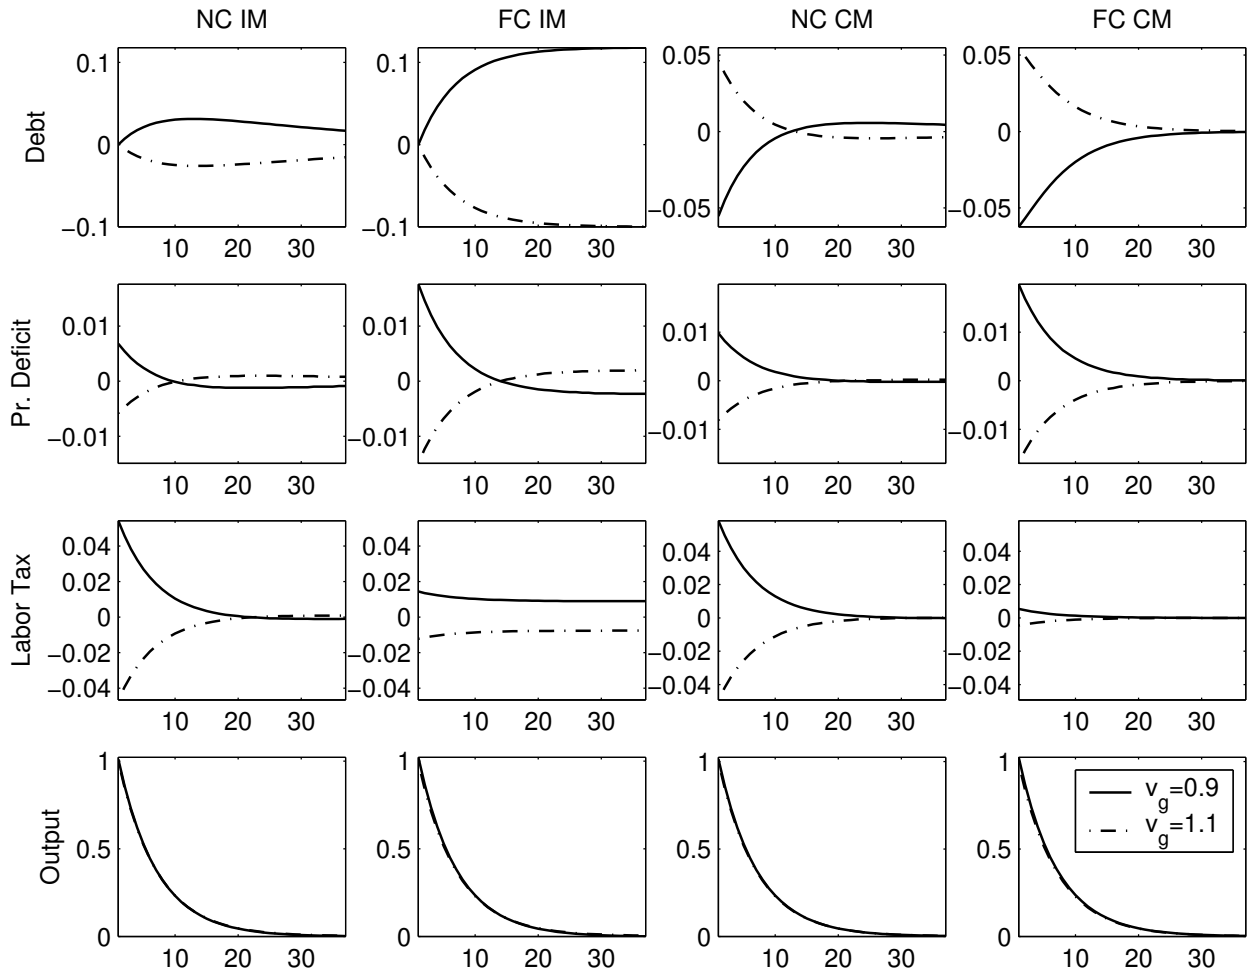 NC IM FC IM NC CM FC CM
Debt
0.1 0.1 0.05 0.05
0 0 0 0
−0.1 −0.1 −0.05 −0.05
10 20 30 10 20 30 10 20 30 10 20 30
Pr. Deficit
0.01 0.01 0.01 0.01
0 0 0 0
−0.01 −0.01 −0.01 −0.01
10 20 30 10 20 30 10 20 30 10 20 30
Labor Tax
0.04 0.04 0.04 0.04
0.02 0.02 0.02 0.02
0 0 0 0
−0.02 −0.02 −0.02 −0.02
−0.04 −0.04 −0.04 −0.04
10 20 30 10 20 30 10 20 30 10 20 30
Output
1 1 1 1
0.5 0.5 0.5 0.5
0 0 0 0
10 20 30 10 20 30 10 20 30 10 20 30
v_g=0.9
v_g=1.1